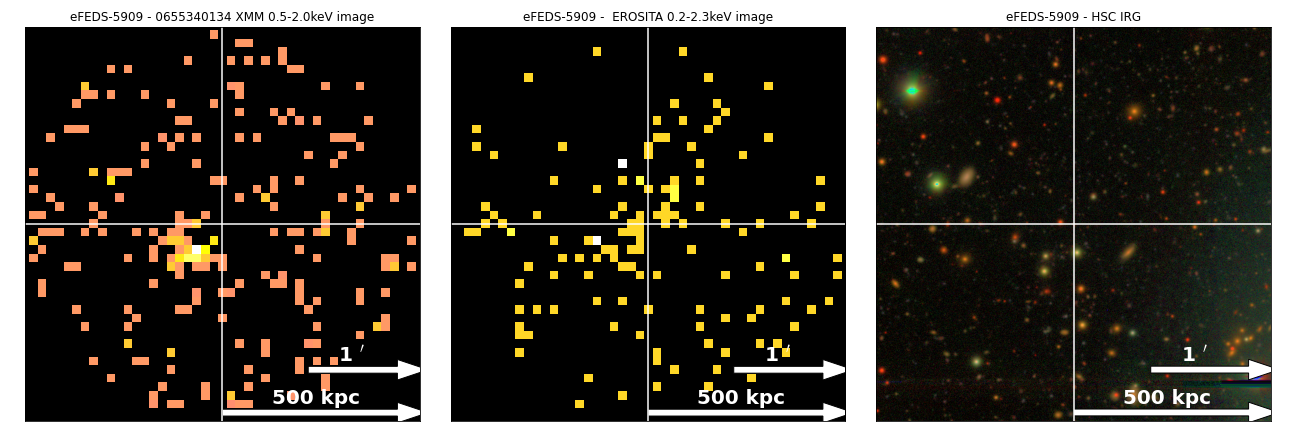 eFEDS-5909 - 0655340134 XMM 0.5-2.0keV image
eFEDS-5909 - EROSITA 0.2-2.3keV image
eFEDS-5909 - HSC IRG
1 ′
500 kpc
1 ′
500 kpc
1 ′
500 kpc